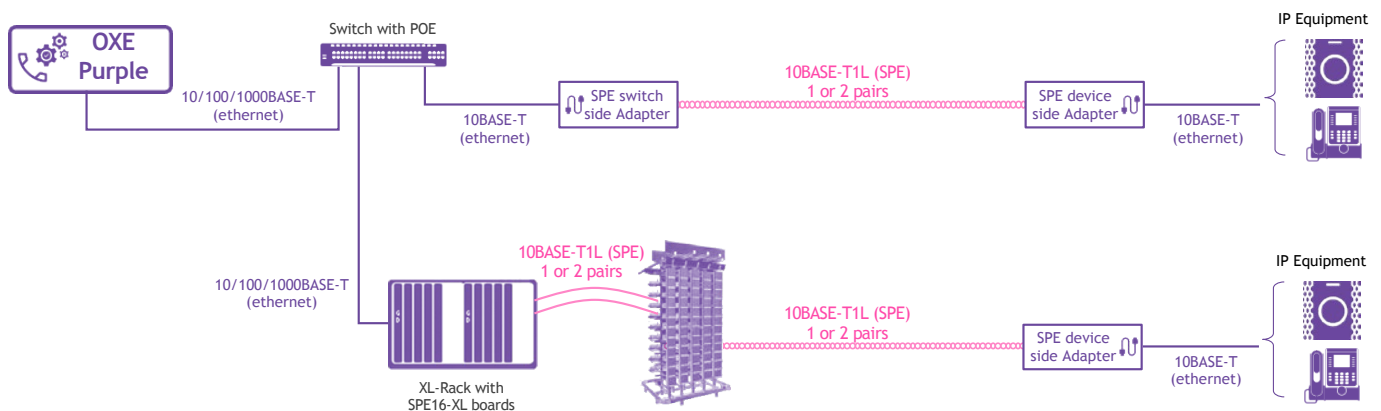 OXE
Purple
Switch with POE
10/100/1000BASE-T
(ethernet)
10BASE-T
(ethernet)
SPE switch
side Adapter
10BASE-T1L (SPE)
1 or 2 pairs
SPE device
side Adapter
10BASE-T
(ethernet)
IP Equipment
10/100/1000BASE-T
(ethernet)
XL-Rack with
SPE16-XL boards
10BASE-T1L (SPE)
1 or 2 pairs
10BASE-T1L (SPE)
1 or 2 pairs
SPE device
side Adapter
10BASE-T
(ethernet)
IP Equipment